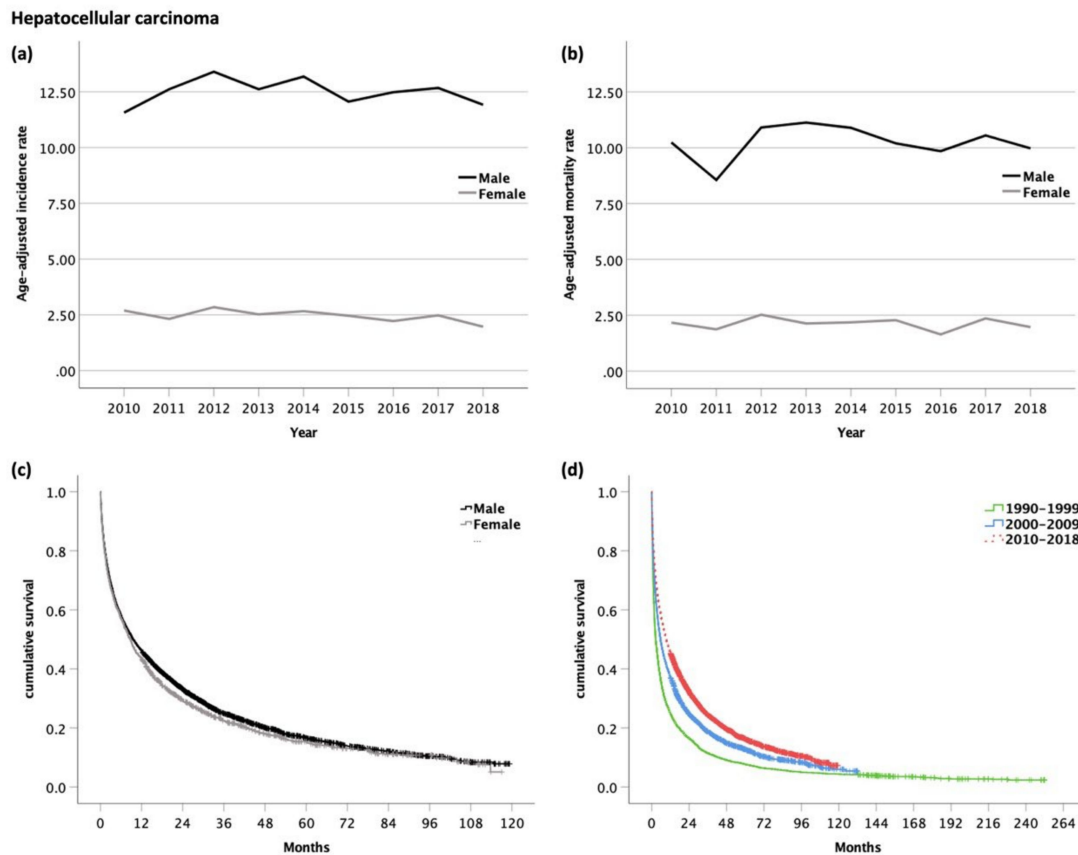 Hepatocellular carcinoma
(a)
Age-adjusted incidence rate
12.50
10.00
7.50
5.00
2.50
.00
Male
Female
2010 2011 2012 2013 2014 2015 2016 2017 2018
Year
(b)
Age-adjusted mortality rate
12.50
10.00
7.50
5.00
2.50
.00
Male
Female
2010 2011 2012 2013 2014 2015 2016 2017 2018
Year
(c)
cumulative survival
1.0
0.8
0.6
0.4
0.2
0.0
Male
Female
...
0 12 24 36 48 60 72 84 96 108 120
Months
(d)
cumulative survival
1.0
0.8
0.6
0.4
0.2
0.0
1990-1999
2000-2009
2010-2018
0 24 48 72 96 120 144 168 192 216 240 264
Months